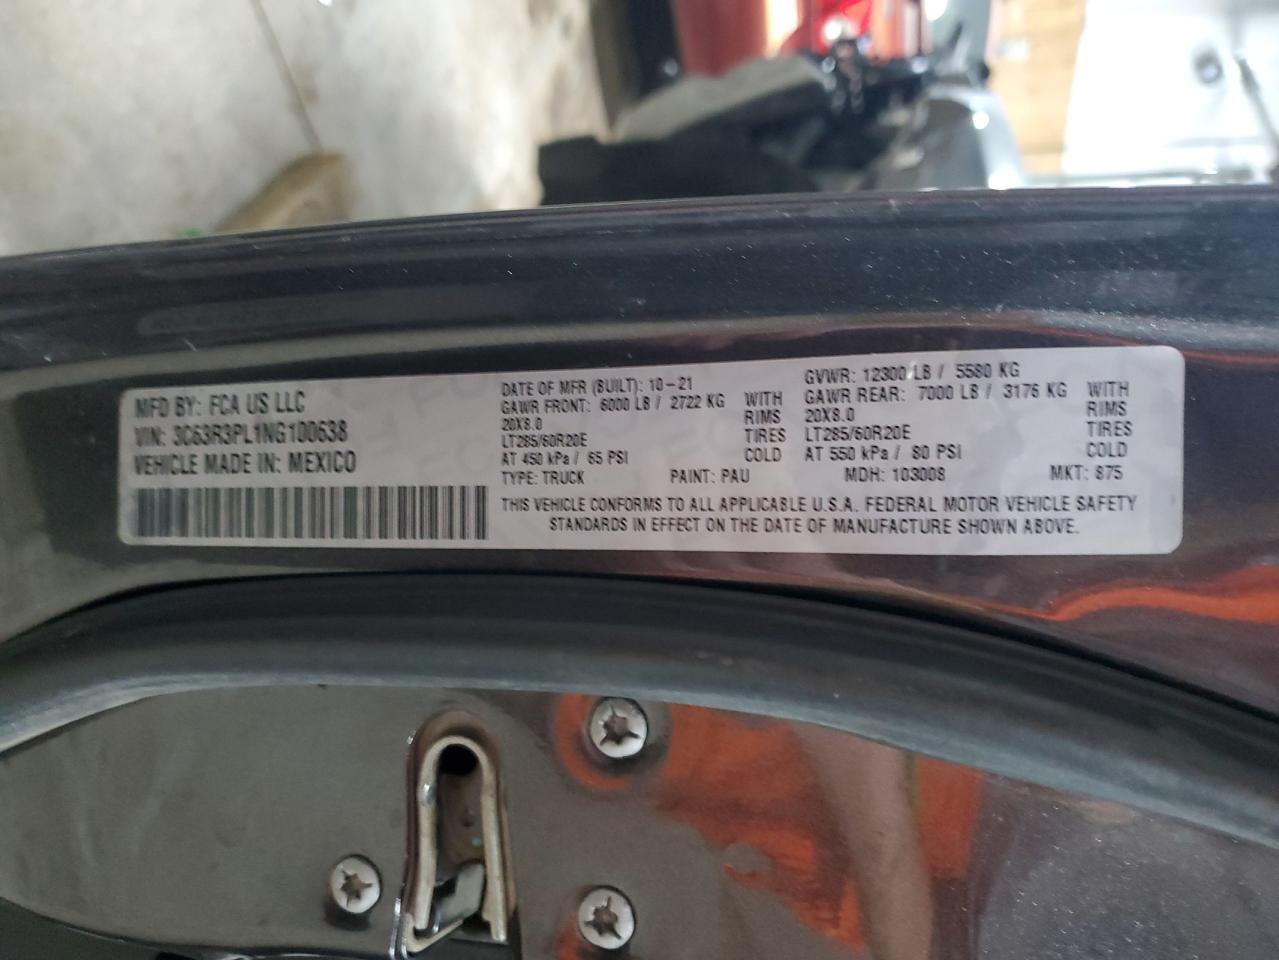 MFD BY: FCA US LLC
VIN: 3C63R3PL1NG100638
VEHICLE MADE IN: MEXICO
DATE OF MFR (BUILT): 10-21
GAWR FRONT: 6000 LB / 2722 KG WITH
20X8.0 RIMS
LT285/60R20E TIRES
AT 450 kPa / 65 PSI COLD
TYPE: TRUCK PAINT: PAU
GVWR: 12300 LB / 5580 KG
GAWR REAR: 7000 LB / 3176 KG WITH
20X8.0 RIMS
LT285/60R20E TIRES
AT 550 kPa / 80 PSI COLD
MDH: 103008 MKT: 875
THIS VEHICLE CONFORMS TO ALL APPLICABLE U.S.A. FEDERAL MOTOR VEHICLE SAFETY
STANDARDS IN EFFECT ON THE DATE OF MANUFACTURE SHOWN ABOVE.